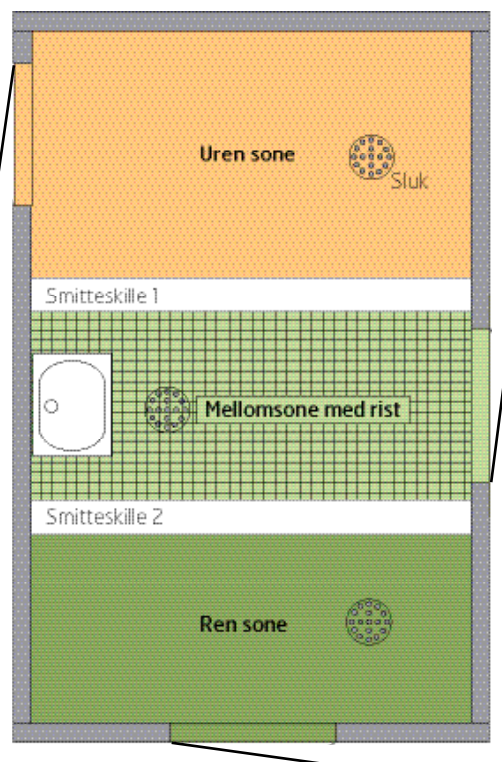 Uren sone
Sluk
Smitteskille 1
Mellomsone med rist
Smitteskille 2
Ren sone